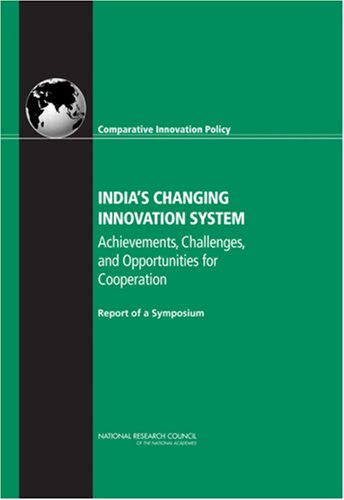 Comparative Innovation Policy
INDIA'S CHANGING
INNOVATION SYSTEM
Achievements, Challenges,
and Opportunities for
Cooperation
Report of a Symposium
NATIONAL RESEARCH COUNCIL
OF THE NATIONAL ACADEMIES